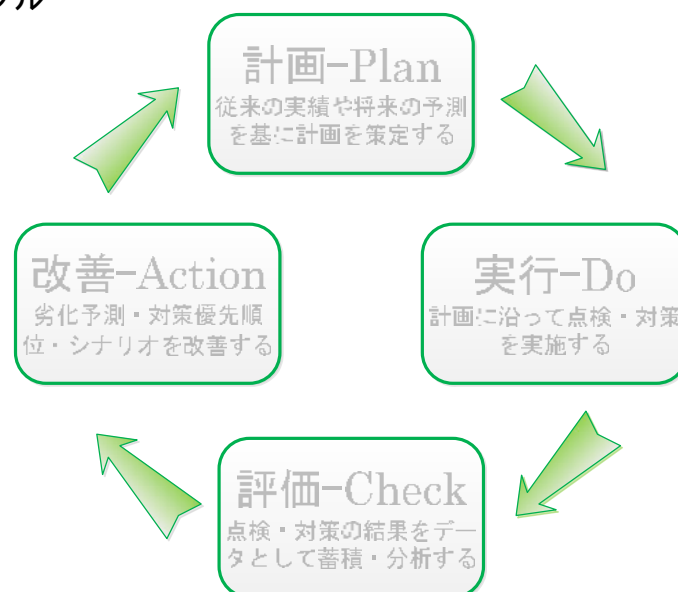 クル
計画-Plan
従来の実績や将来の予測
を基に計画を策定する
改善-Action
劣化予測・対策優先順
位・シナリオを改善する
実行-Do
計画に沿って点検・対策
を実施する
評価-Check
点検・対策の結果をデー
タとして蓄積・分析する